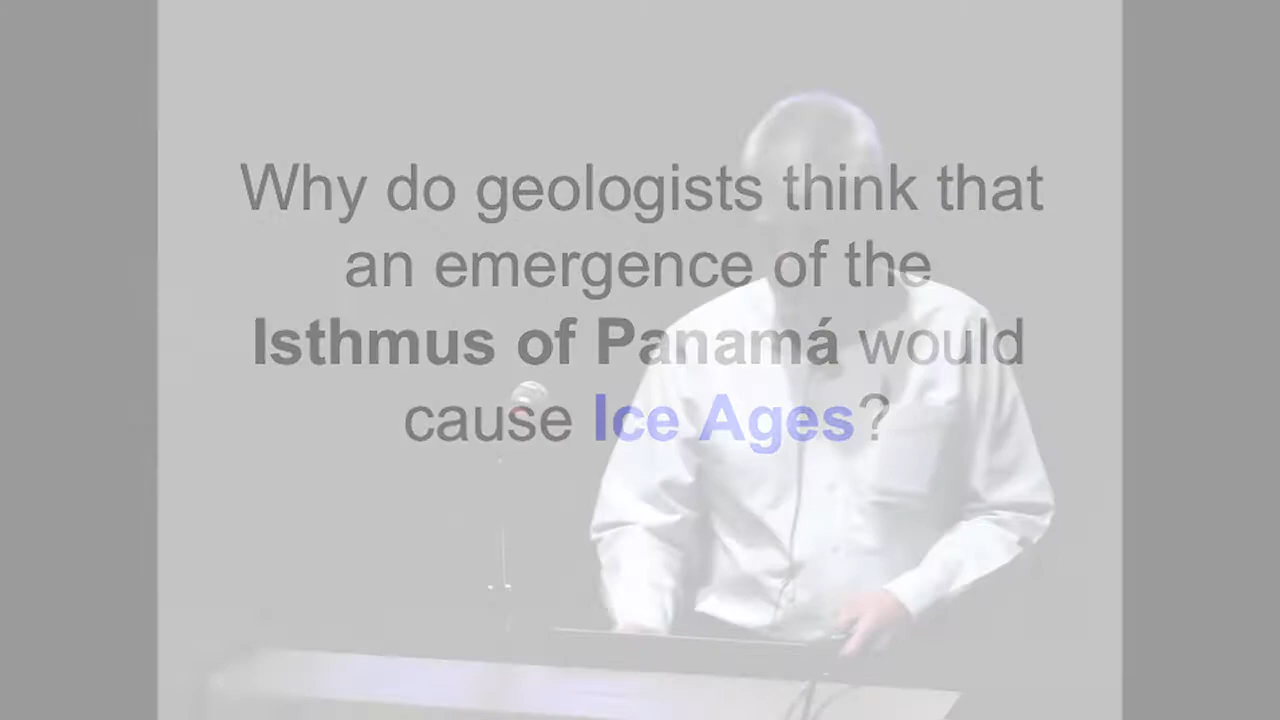 Why do geologists think that
an emergence of the
Isthmus of Panamá would
cause Ice Ages?